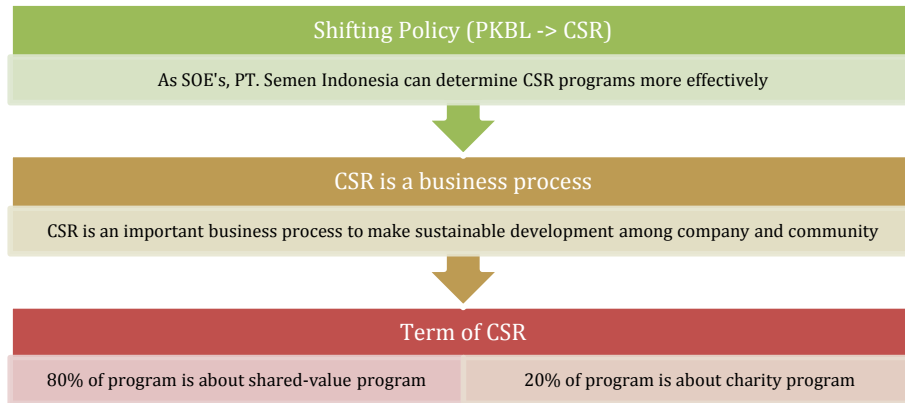 Shifting Policy (PKBL -> CSR)
As SOE's, PT. Semen Indonesia can determine CSR programs more effectively
CSR is a business process
CSR is an important business process to make sustainable development among company and community
Term of CSR
80% of program is about shared-value program
20% of program is about charity program